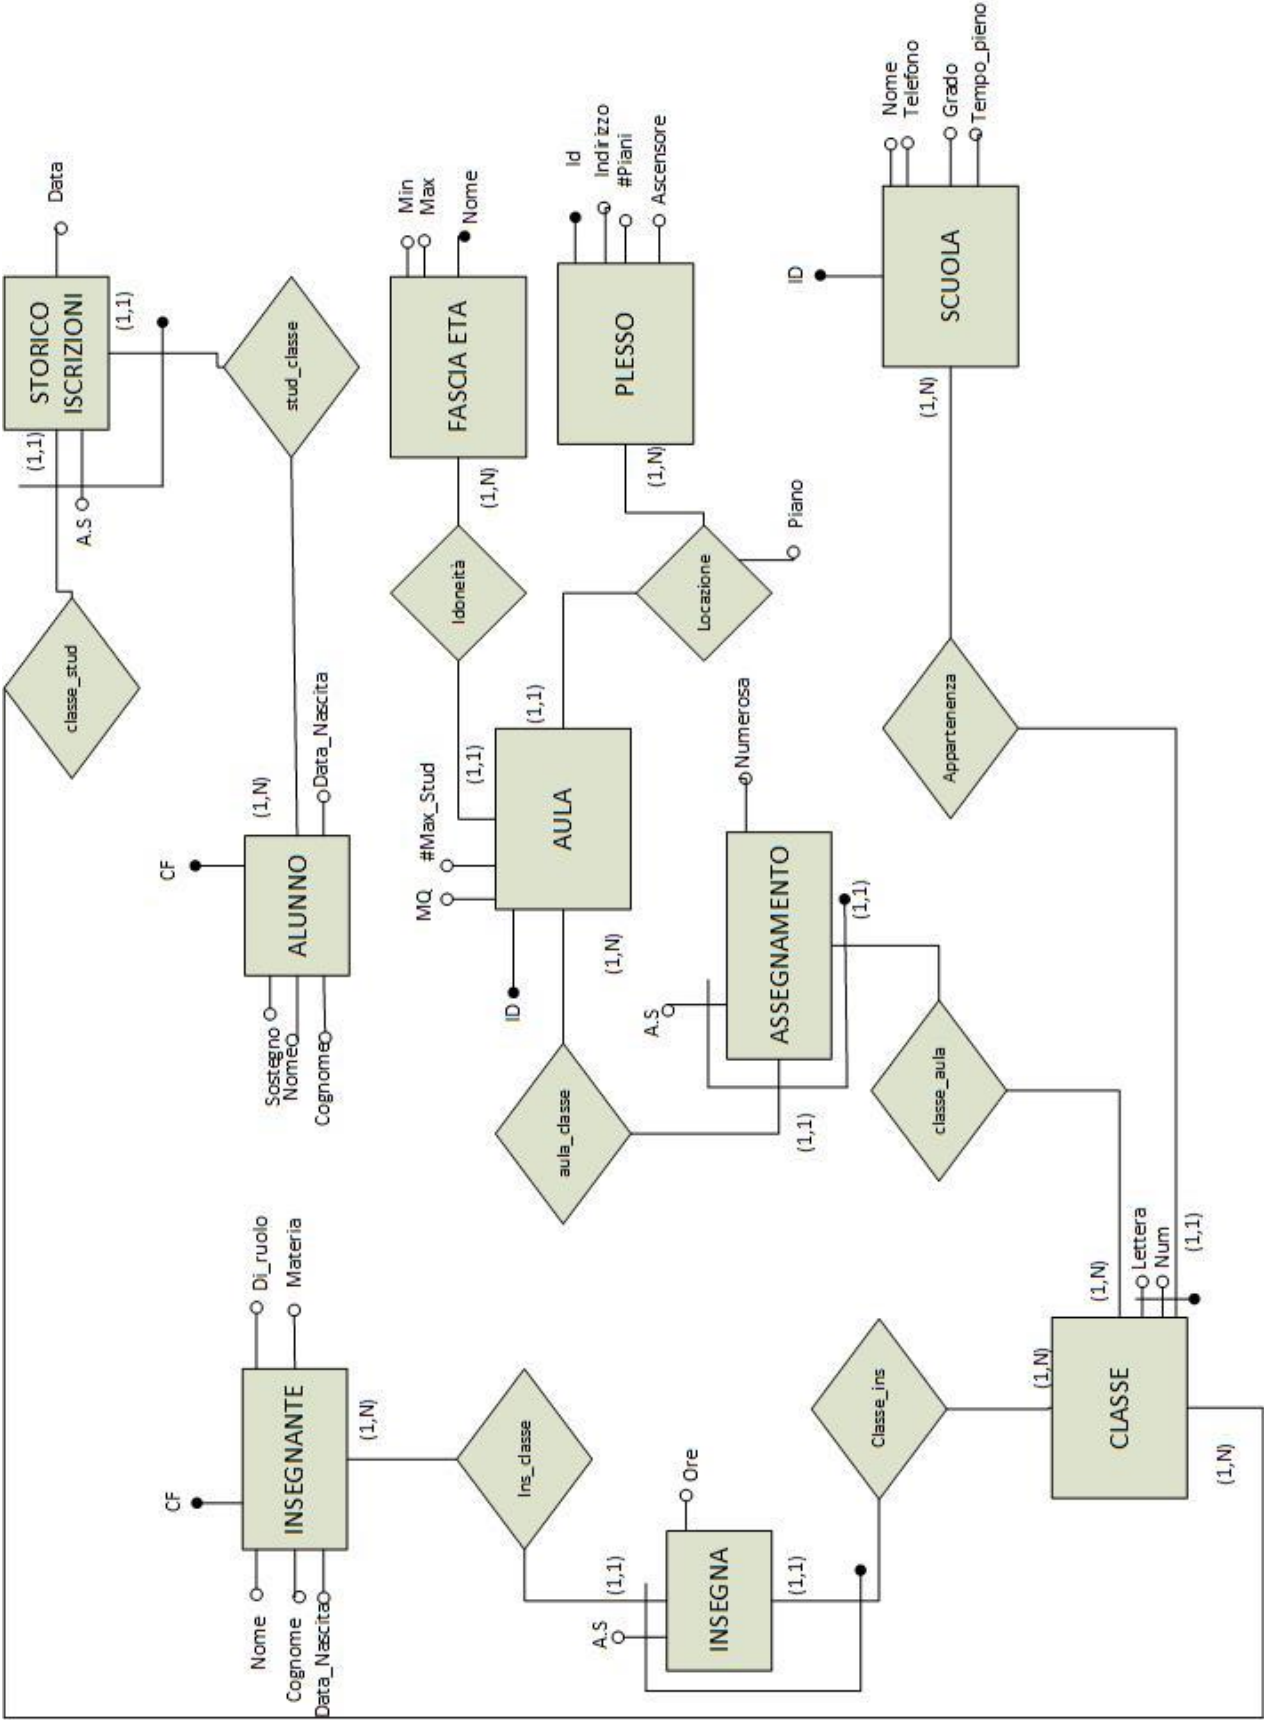 STORICO
ISCRIZIONI
Data
(1,1)
(1,1)
A.S
classe_stud
stud_classe
CF
INSEGNANTE
Nome
Cognome
Data_Nascita
Di_ruolo
Materia
(1,N)
CF
ALUNNO
Sostegno
Nome
Cognome
Data_Nascita
(1,N)
FASCIA ETA
Min
Max
Nome
(1,N)
Idoneità
(1,1)
MQ
#Max_Stud
ID
AULA
(1,1)
(1,N)
Ins_classe
aula_classe
PLESSO
Id
Indirizzo
#Piani
Ascensore
(1,N)
Locazione
Piano
(1,1)
A.S
INSEGNA
Ore
(1,1)
A.S
ASSEGNAMENTO
Numerosa
(1,1)
(1,1)
Classe_ins
classe_aula
ID
SCUOLA
Nome
Telefono
Grado
Tempo_pieno
(1,N)
Appartenenza
(1,N)
(1,N)
CLASSE
Lettera
Num
(1,1)
(1,N)